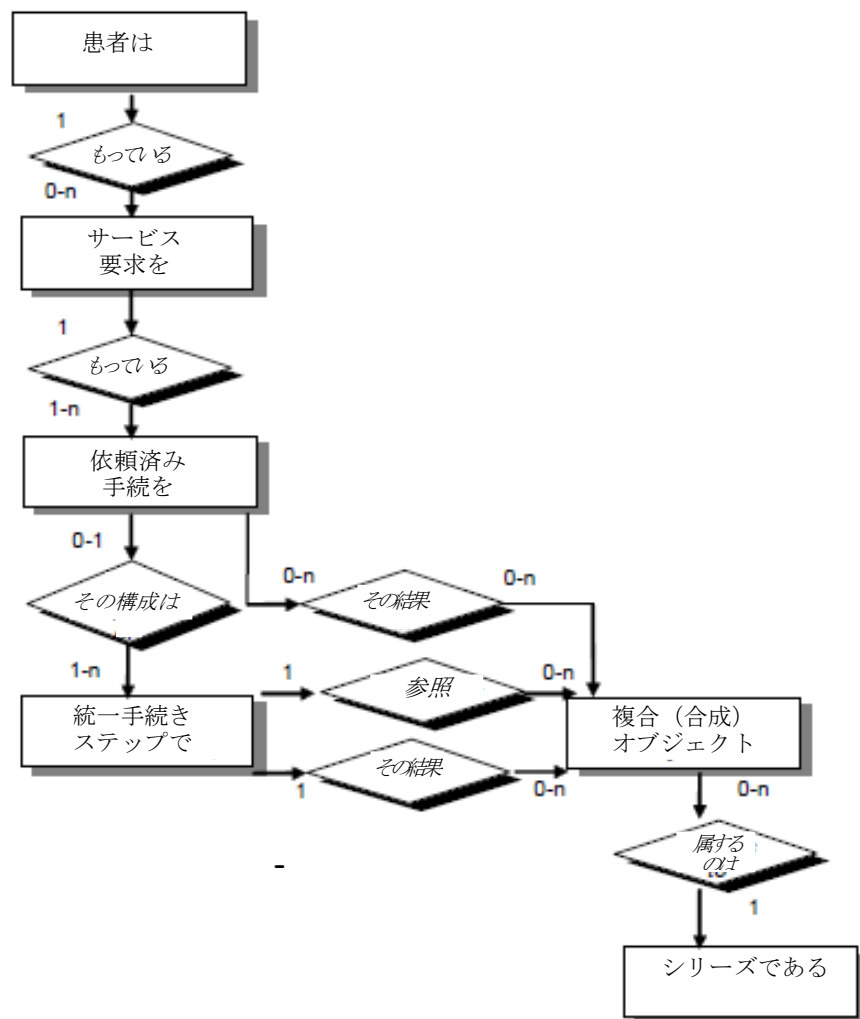 患者は
1
もっている
0-n
サービス
要求を
1
もっている
1-n
依頼済み
手続を
0-1
その構成は
0-n
その結果
0-n
1-n
統一手続き
ステップで
1
参照
0-n
複合（合成）
オブジェクト
1
その結果
0-n
0-n
属する
のは
1
シリーズである
-